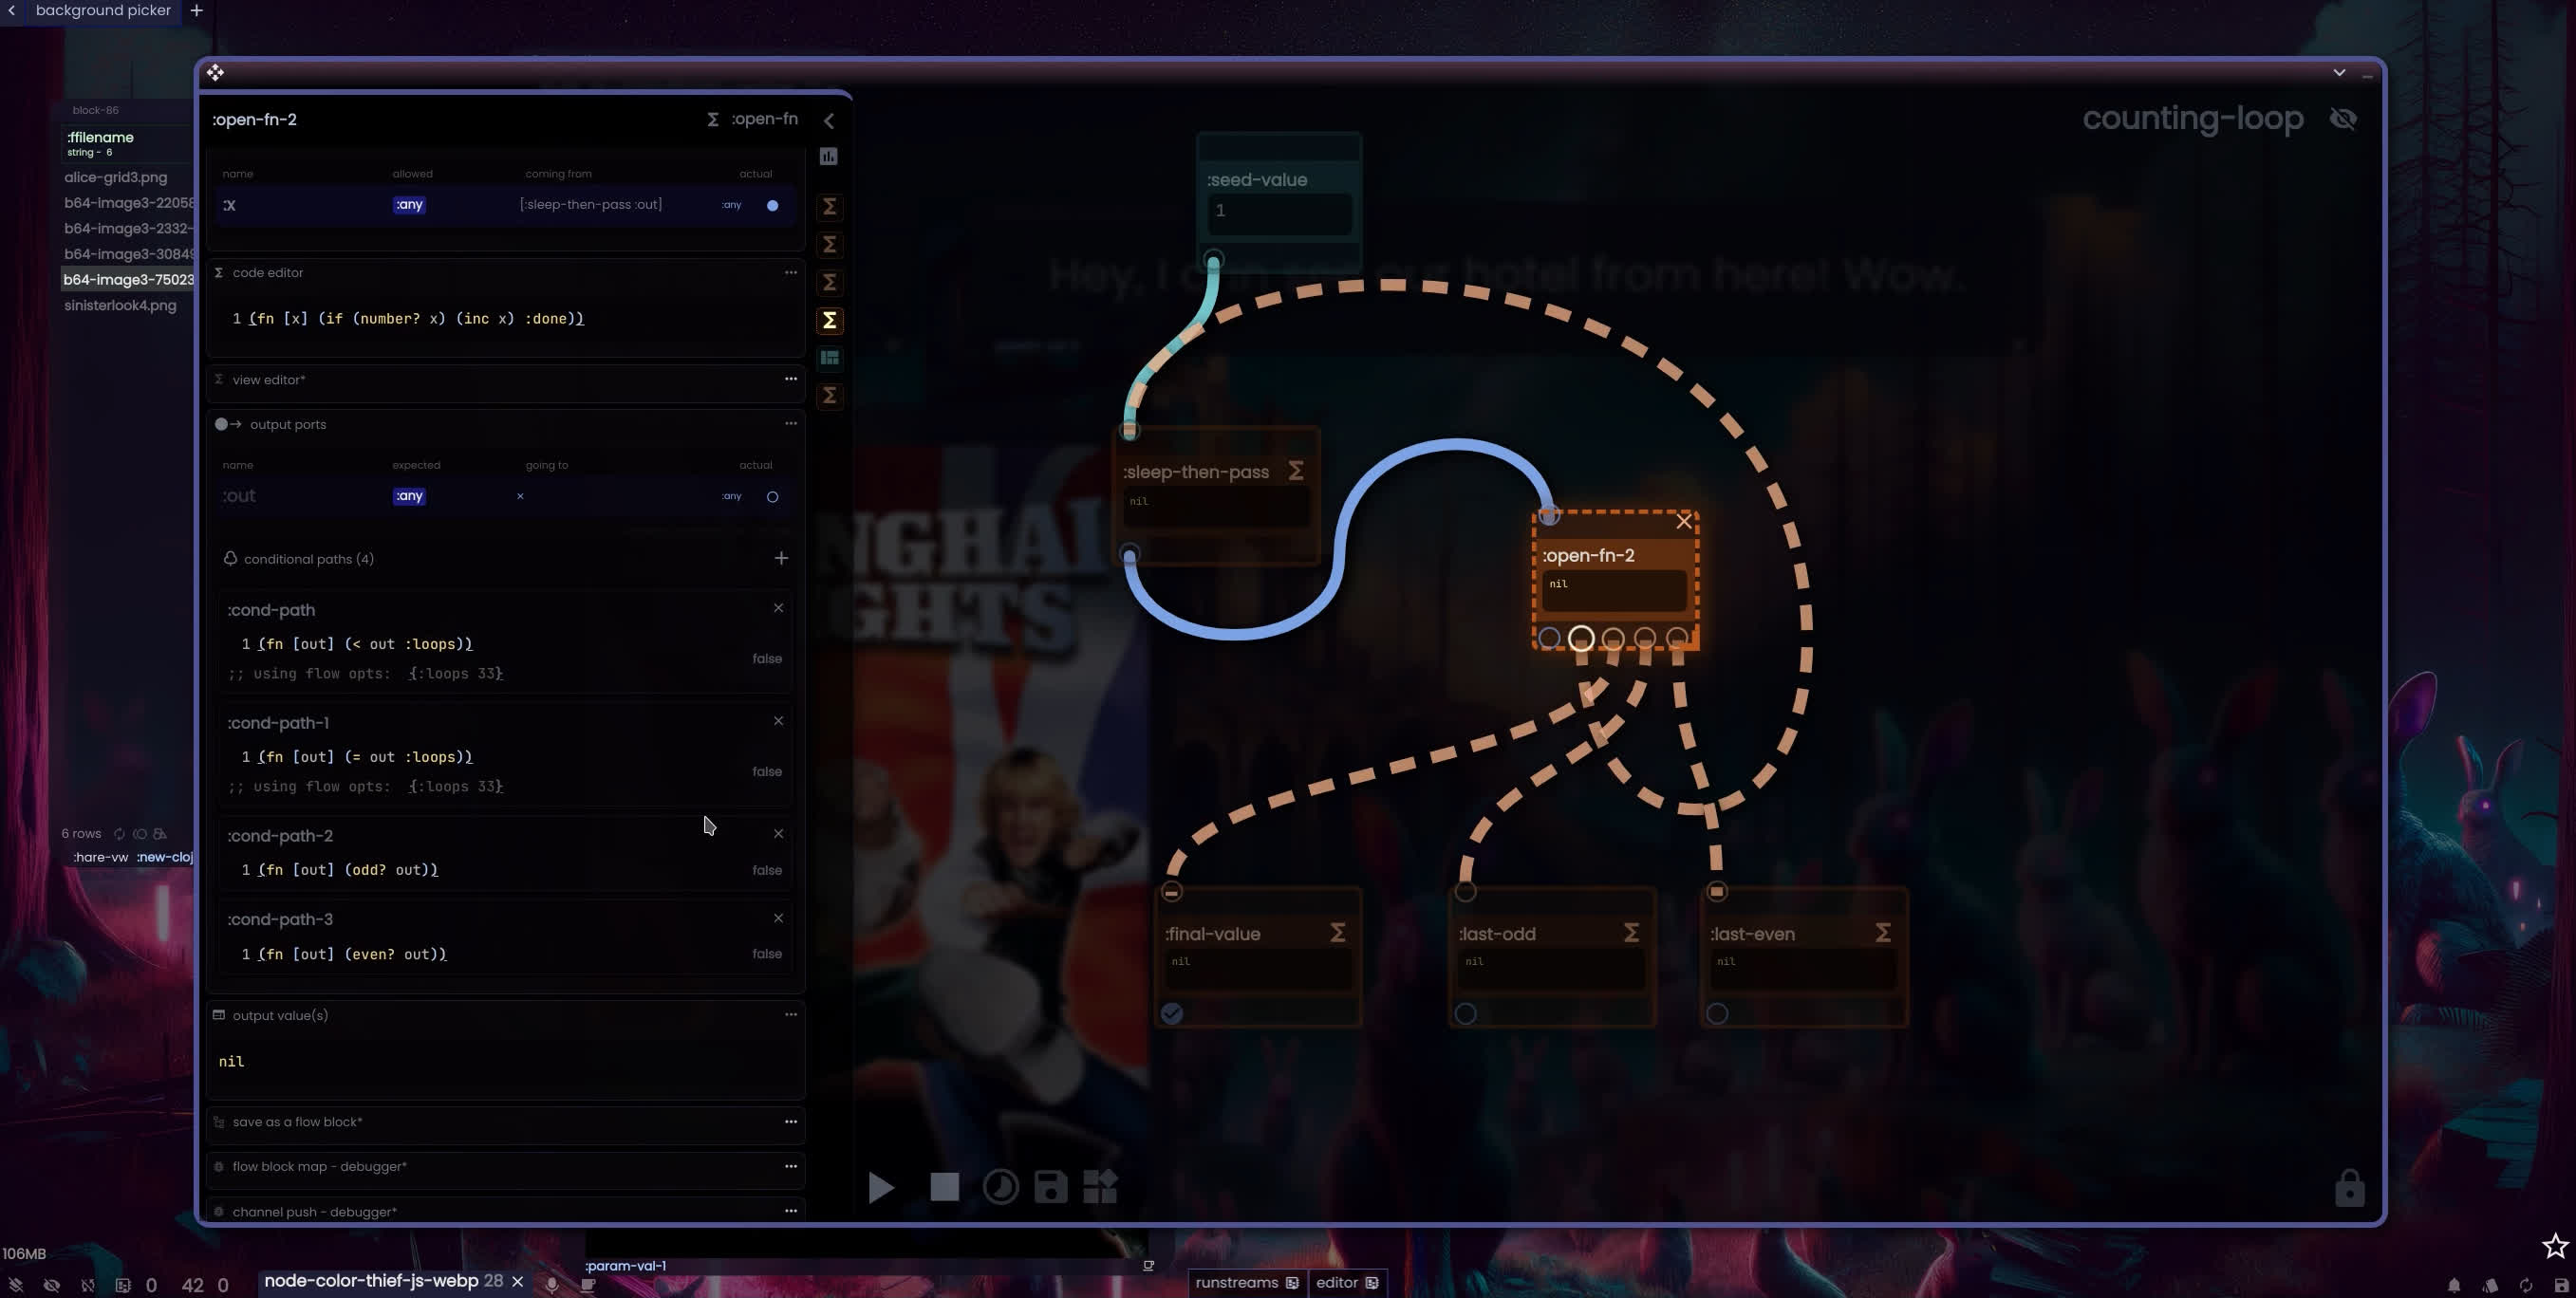 background picker
block-86
:ffilename
string - 6
alice-grid3.png
b64-image3-22058
b64-image3-2332-
b64-image3-30849
b64-image3-75023
sinisterlook4.png
6 rows
:hare-vw :new-cloj
:open-fn-2
:open-fn
name allowed coming from actual
:x :any [:sleep-then-pass :out] :any
code editor
1 (fn [x] (if (number? x) (inc x) :done))
view editor*
output ports
name expected going to actual
:out :any × :any
conditional paths (4)
:cond-path
1 (fn [out] (< out :loops))
;; using flow opts: {:loops 33}
false
:cond-path-1
1 (fn [out] (= out :loops))
;; using flow opts: {:loops 33}
false
:cond-path-2
1 (fn [out] (odd? out))
false
:cond-path-3
1 (fn [out] (even? out))
false
output value(s)
nil
save as a flow block*
flow block map - debugger*
channel push - debugger*
counting-loop
:seed-value
1
Hey, I can see our hotel from here! Wow.
:sleep-then-pass
nil
NGHAI
GHTS
:open-fn-2
nil
:final-value
nil
:last-odd
nil
:last-even
nil
106MB
0 42 0
node-color-thief-js-webp 28 ×
:param-val-1
runstreams
editor